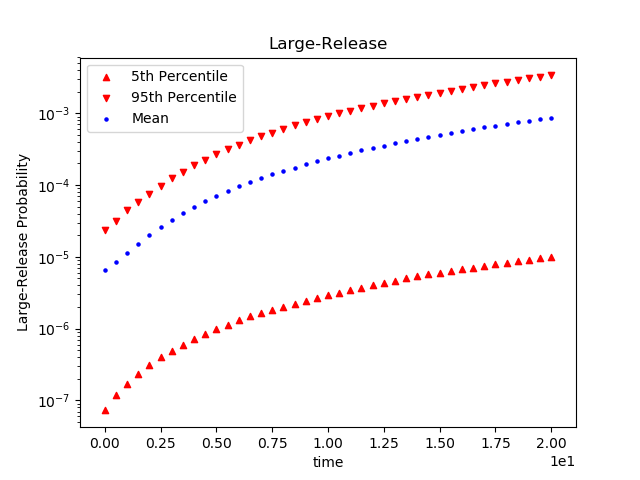 Large-Release
5th Percentile
95th Percentile
Mean
Large-Release Probability
10⁻³
10⁻⁴
10⁻⁵
10⁻⁶
10⁻⁷
0.00 0.25 0.50 0.75 1.00 1.25 1.50 1.75 2.00
time
1e1